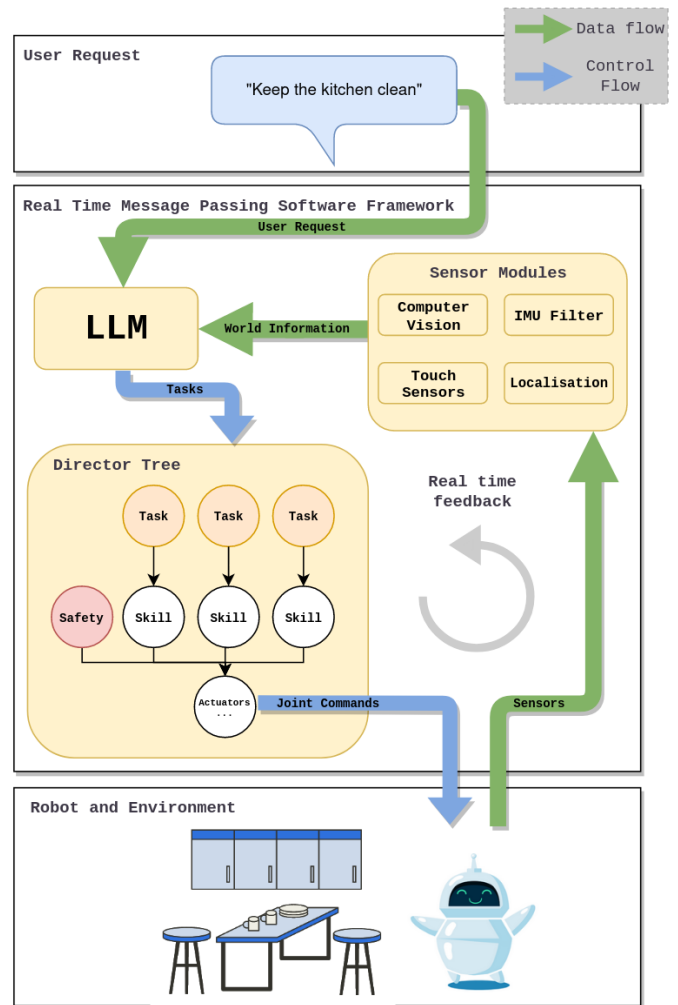 Data flow
Control
Flow
User Request
"Keep the kitchen clean"
Real Time Message Passing Software Framework
User Request
LLM
World Information
Sensor Modules
Computer
Vision
IMU Filter
Touch
Sensors
Localisation
Tasks
Director Tree
Task
Task
Task
Safety
Skill
Skill
Skill
Actuators
...
Real time
feedback
Joint Commands
Sensors
Robot and Environment